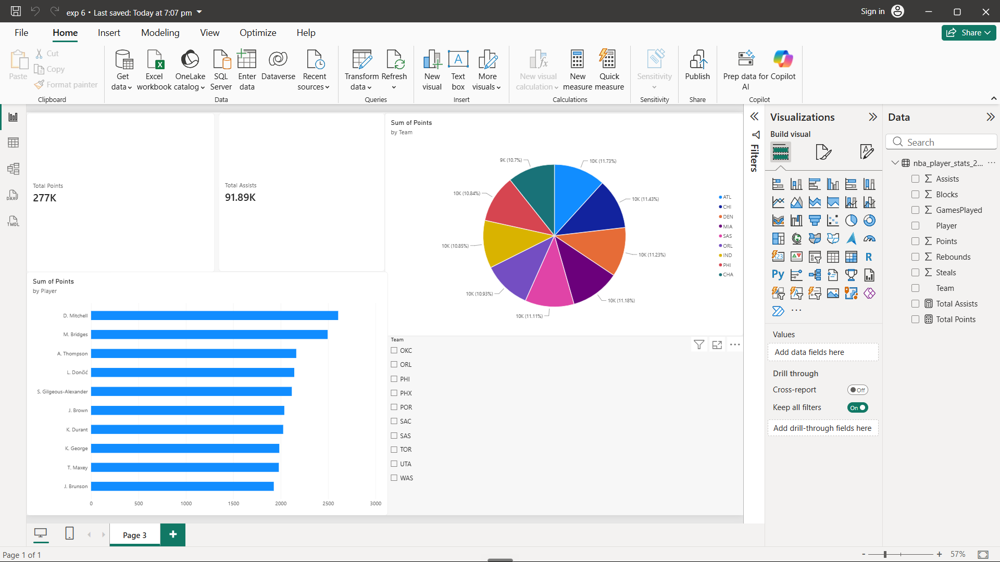 exp 6 • Last saved: Today at 7:07 pm
Sign in
File Home Insert Modeling View Optimize Help
Share
Paste
Cut
Copy
Format painter
Clipboard
Get data
Excel workbook
OneLake catalog
SQL Server
Enter data
Dataverse
Recent sources
Data
Transform data
Refresh
Queries
New visual
Text box
More visuals
Insert
New visual calculation
New measure
Quick measure
Calculations
Sensitivity
Sensitivity
Publish
Share
Prep data for AI
Copilot
Copilot
Total Points
277K
Total Assists
91.89K
Sum of Points
by Team
9K (10.7%)
10K (11.73%)
10K (10.84%)
10K (11.43%)
10K (10.85%)
10K (11.23%)
10K (10.93%)
10K (11.18%)
10K (11.11%)
ATL
CHI
DEN
MIA
SAS
ORL
IND
PHI
CHA
Sum of Points
by Player
D. Mitchell
M. Bridges
A. Thompson
L. Dončić
S. Gilgeous-Alexander
J. Brown
K. Durant
K. George
T. Maxey
J. Brunson
0 500 1000 1500 2000 2500 3000
Team
OKC
ORL
PHI
PHX
POR
SAC
SAS
TOR
UTA
WAS
Filters
Visualizations
Build visual
123
R
Py
Values
Add data fields here
Drill through
Cross-report
Off
Keep all filters
On
Add drill-through fields here
Data
Search
nba_player_stats_2...
Assists
Blocks
GamesPlayed
Player
Points
Rebounds
Steals
Team
Total Assists
Total Points
DAX
TMDL
Page 3
Page 1 of 1
57%